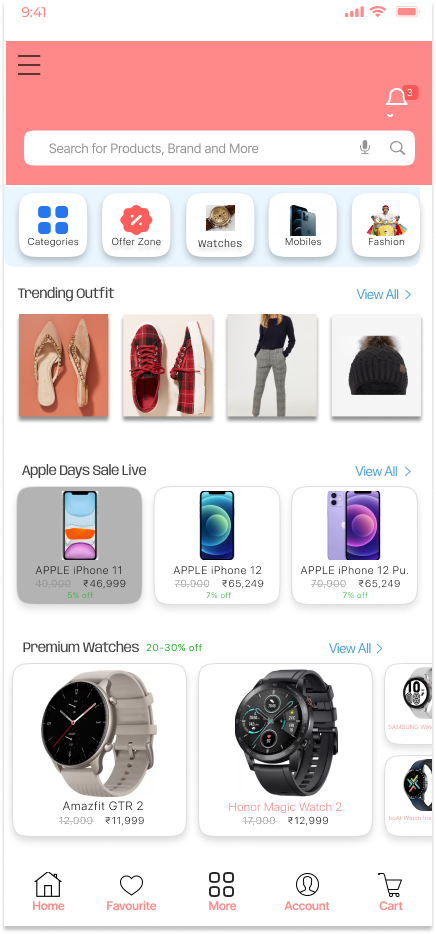 9:41
3
Search for Products, Brand and More
Categories
Offer Zone
Watches
Mobiles
Fashion
Trending Outfit
View All
Apple Days Sale Live
View All
APPLE iPhone 11
49,900 ₹46,999
5% off
APPLE iPhone 12
70,900 ₹65,249
7% off
APPLE iPhone 12 Pu.
70,900 ₹65,249
7% off
Premium Watches 20-30% off
View All
SAMSUNG
Amazfit GTR 2
12,999 ₹11,999
Honor Magic Watch 2
17,999 ₹12,999
boAt Watch
Home
Favourite
More
Account
Cart